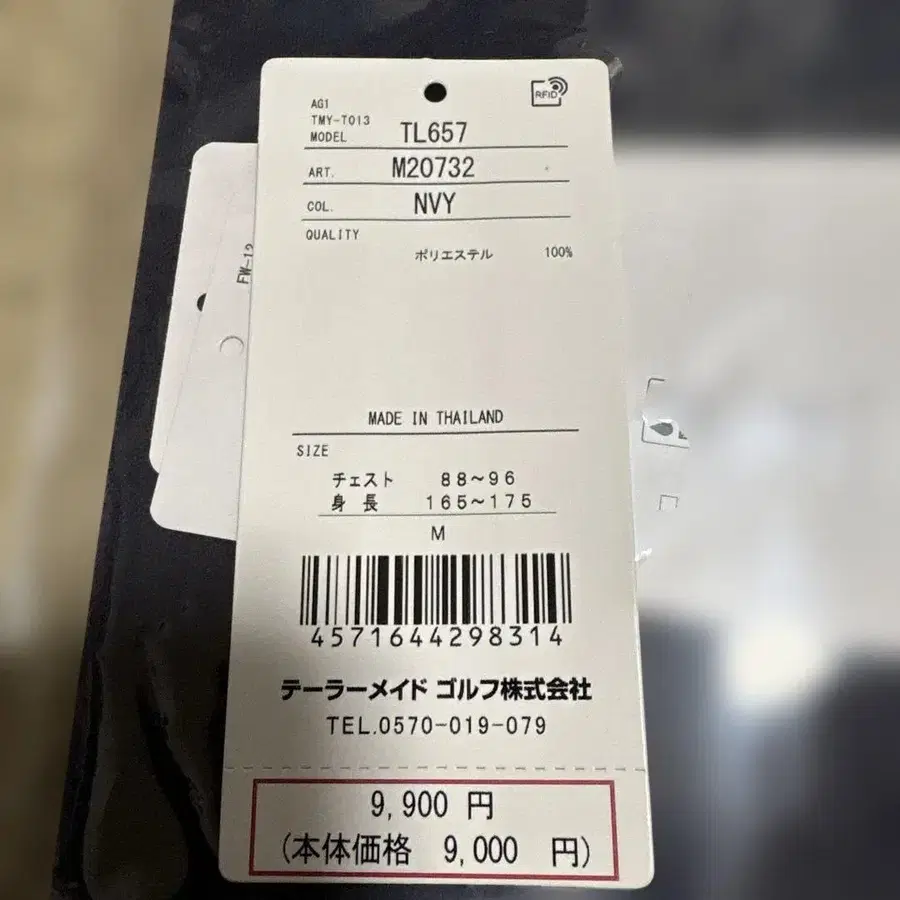 RFID
AG1
TMY-T013
MODEL TL657
ART. M20732
COL. NVY
QUALITY
ポリエステル 100%
MADE IN THAILAND
SIZE
チェスト 88~96
身長 165~175
M
4571644298314
テーラーメイド ゴルフ株式会社
TEL.0570-019-079
9,900 円
(本体価格 9,000 円)